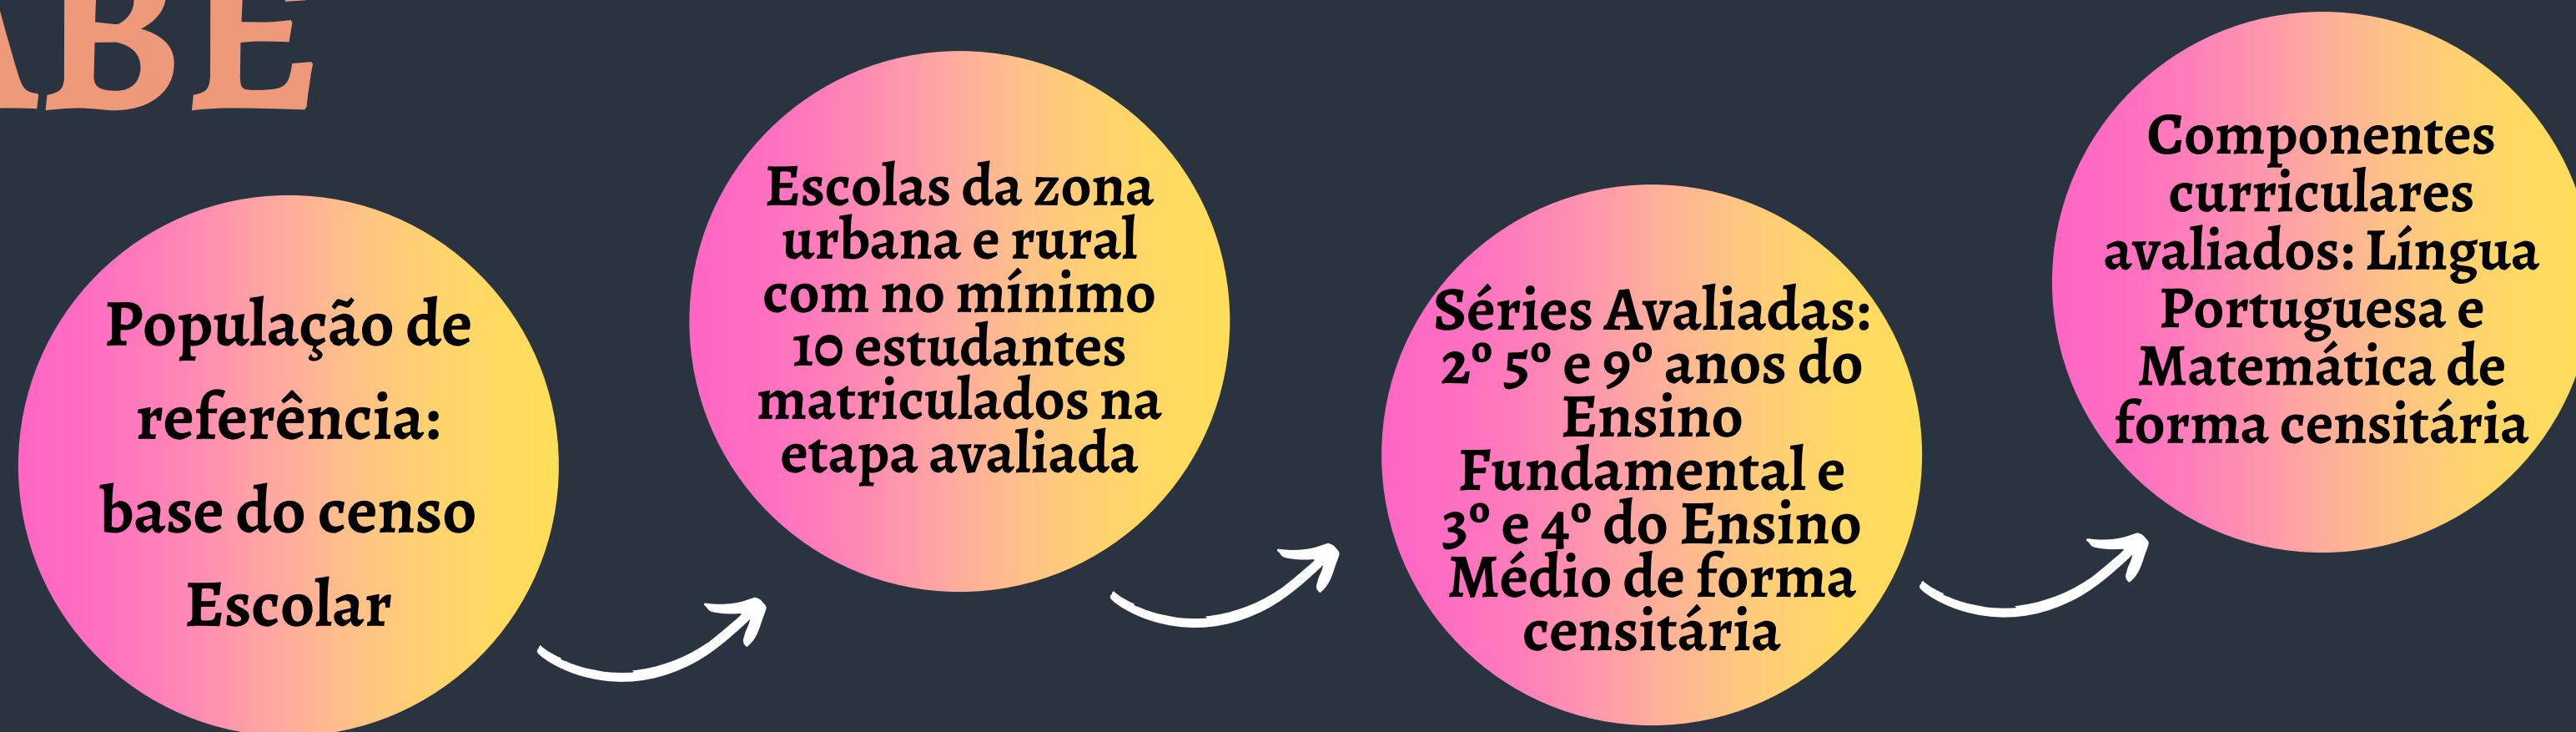 ABE
População de
referência:
base do censo
Escolar
Escolas da zona
urbana e rural
com no mínimo
10 estudantes
matriculados na
etapa avaliada
Séries Avaliadas:
2º 5º e 9º anos do
Ensino
Fundamental e
3º e 4º do Ensino
Médio de forma
censitária
Componentes
curriculares
avaliados: Língua
Portuguesa e
Matemática de
forma censitária